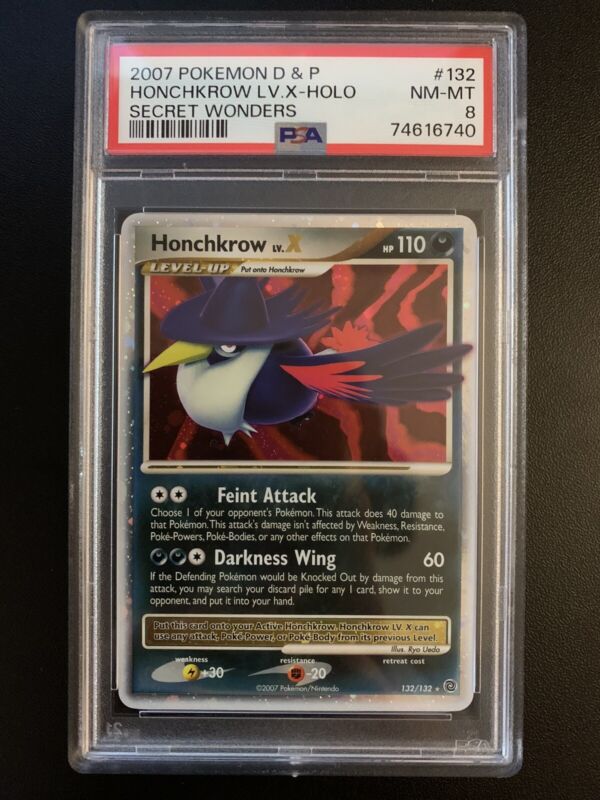 2007 POKEMON D & P #132
HONCHKROW LV.X-HOLO NM-MT
SECRET WONDERS 8
PSA 74616740
Honchkrow LV.X HP 110
LEVEL-UP Put onto Honchkrow
Feint Attack
Choose 1 of your opponent's Pokémon. This attack does 40 damage to
that Pokémon. This attack's damage isn't affected by Weakness, Resistance,
Poké-Powers, Poké-Bodies, or any other effects on that Pokémon.
Darkness Wing 60
If the Defending Pokémon would be Knocked Out by damage from this
attack, you may search your discard pile for any 1 card, show it to your
opponent, and put it into your hand.
Put this card onto your Active Honchkrow. Honchkrow LV. X can
use any attack, Poké-Power, or Poké-Body from its previous Level.
Illus. Ryo Ueda
weakness resistance retreat cost
+30 -20
©2007 Pokémon/Nintendo 132/132
PSA